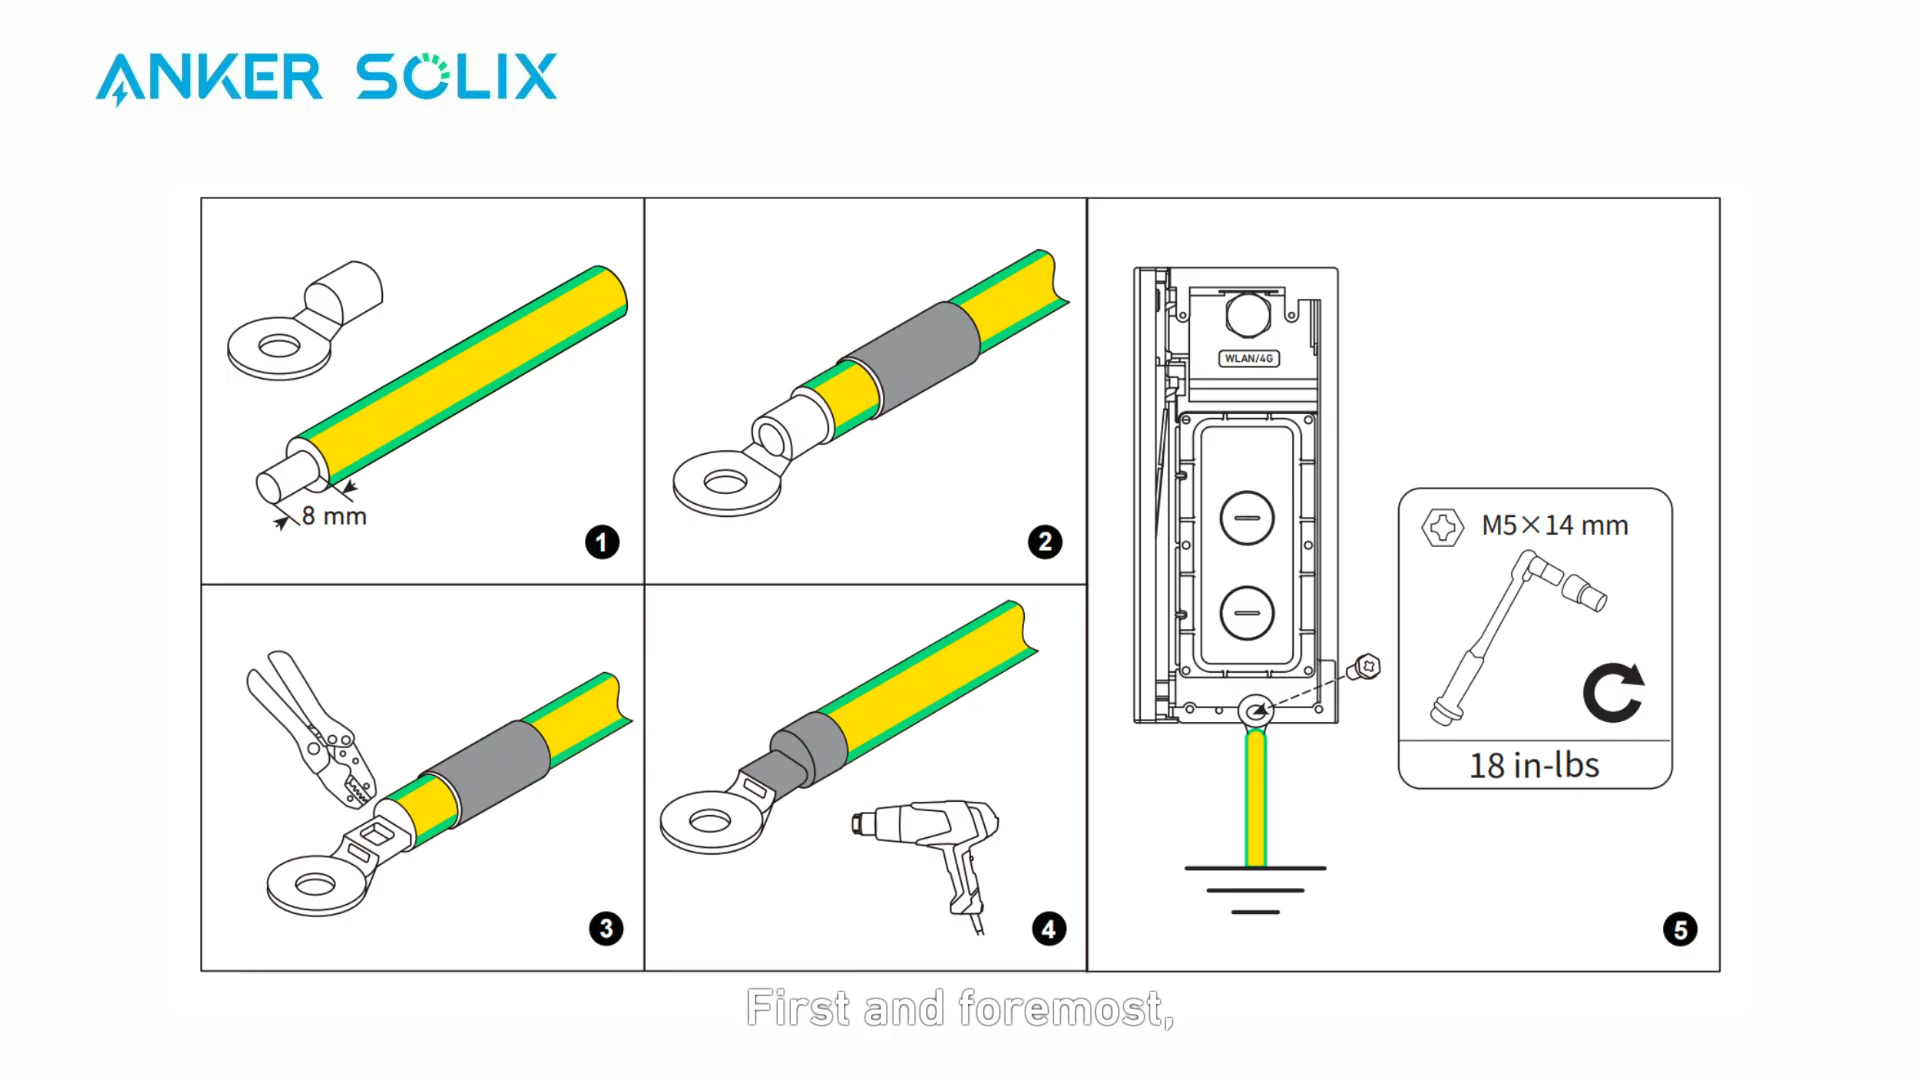 ANKER SOLIX
8 mm
1
2
3
4
WLAN/4G
M5×14 mm
18 in-lbs
5
First and foremost,